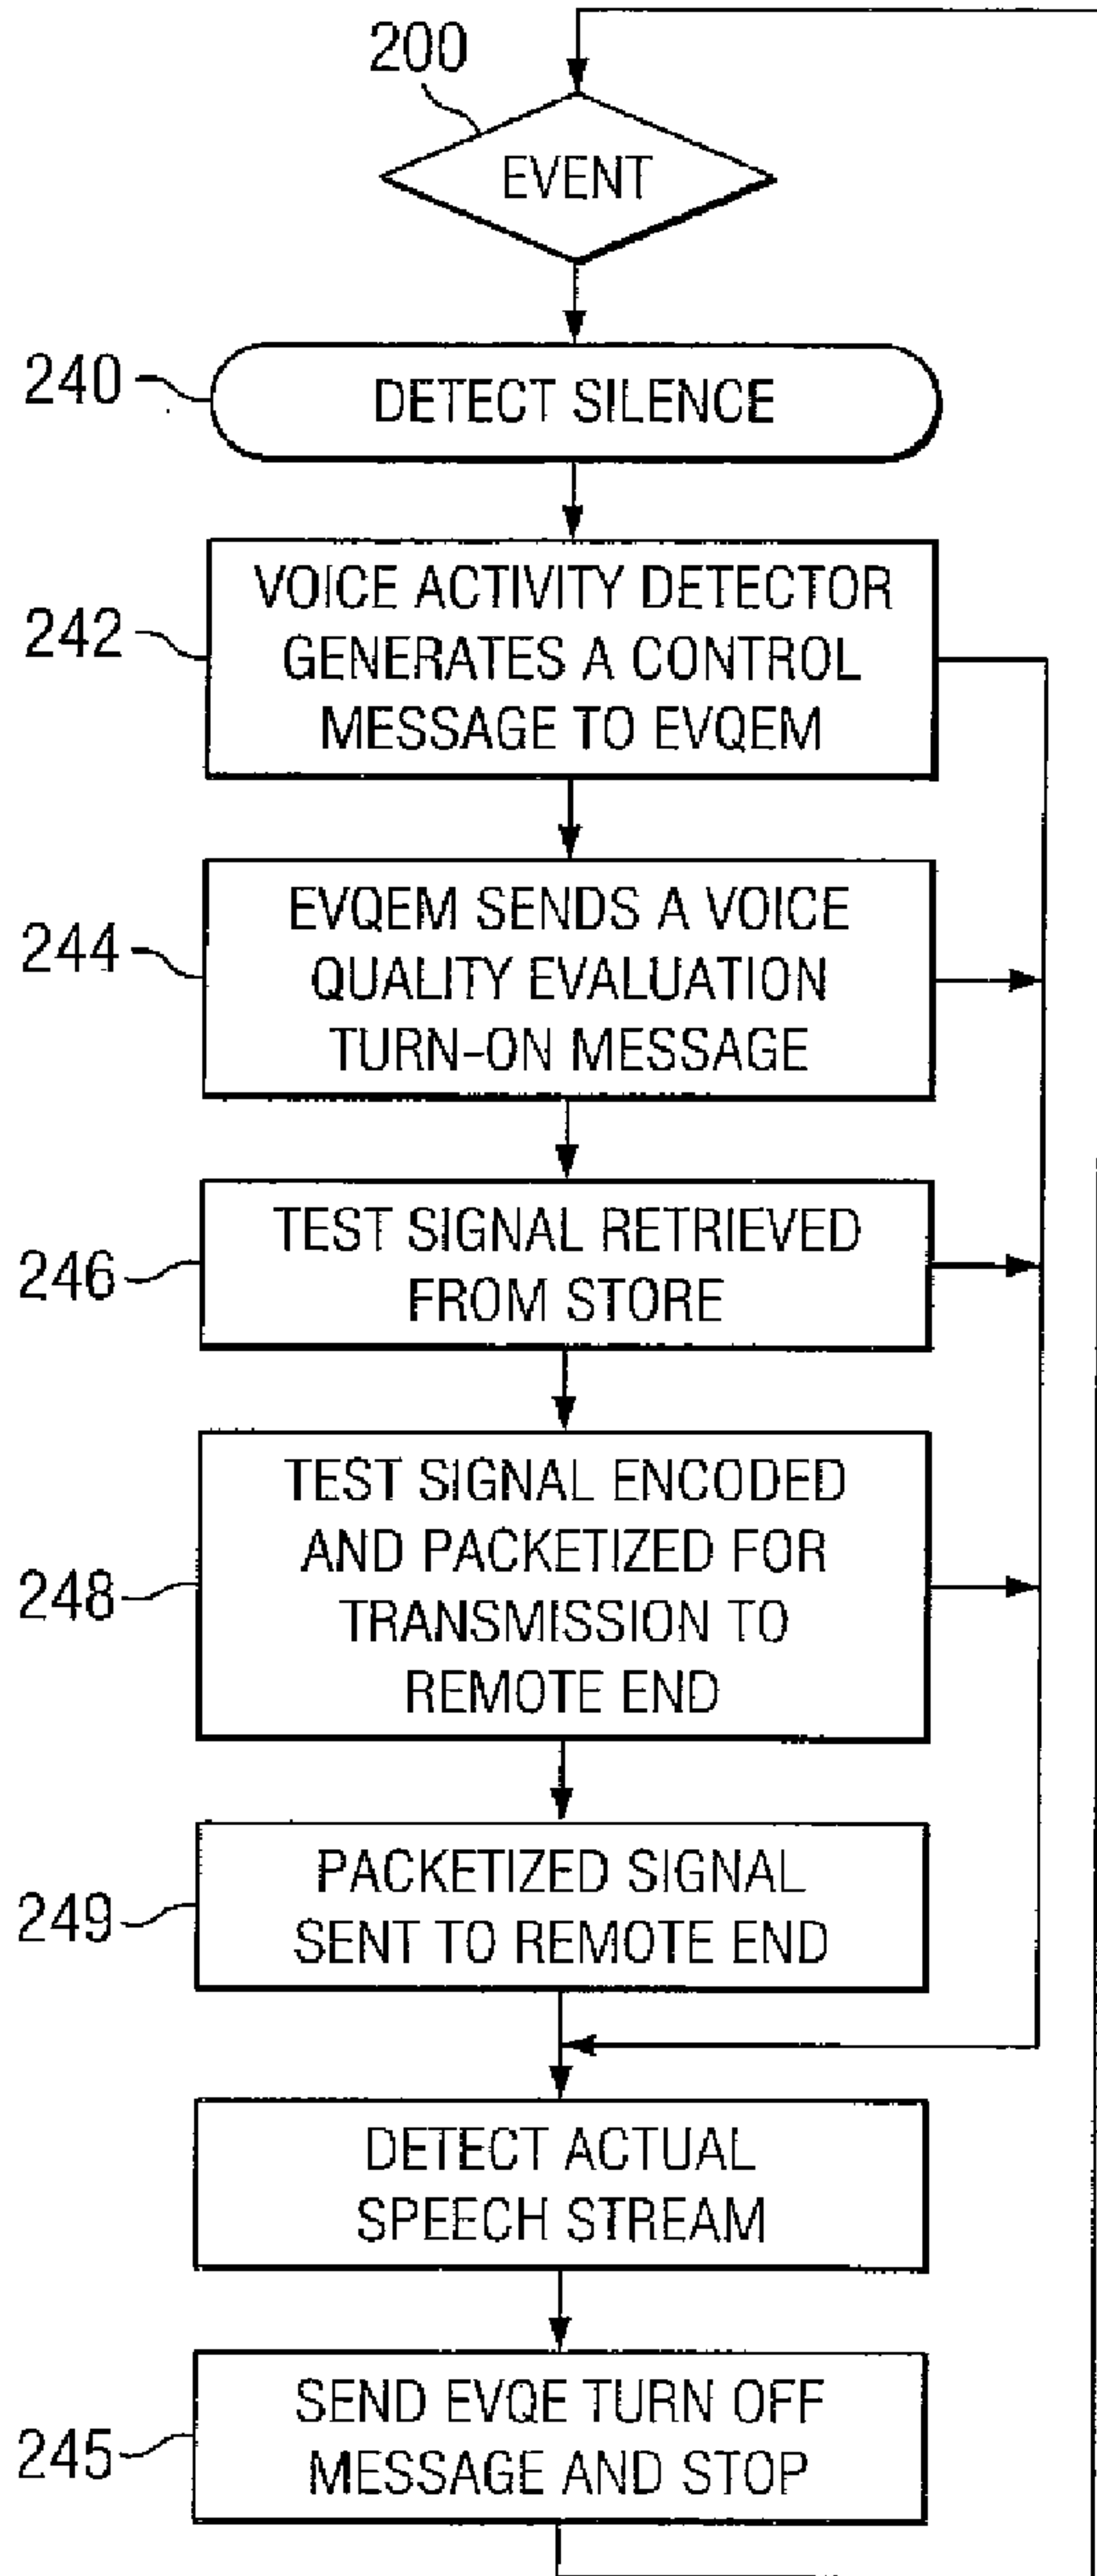 200
EVENT
240
DETECT SILENCE
242
VOICE ACTIVITY DETECTOR
GENERATES A CONTROL
MESSAGE TO EVQEM
244
EVQEM SENDS A VOICE
QUALITY EVALUATION
TURN-ON MESSAGE
246
TEST SIGNAL RETRIEVED
FROM STORE
248
TEST SIGNAL ENCODED
AND PACKETIZED FOR
TRANSMISSION TO
REMOTE END
249
PACKETIZED SIGNAL
SENT TO REMOTE END
DETECT ACTUAL
SPEECH STREAM
245
SEND EVQE TURN OFF
MESSAGE AND STOP